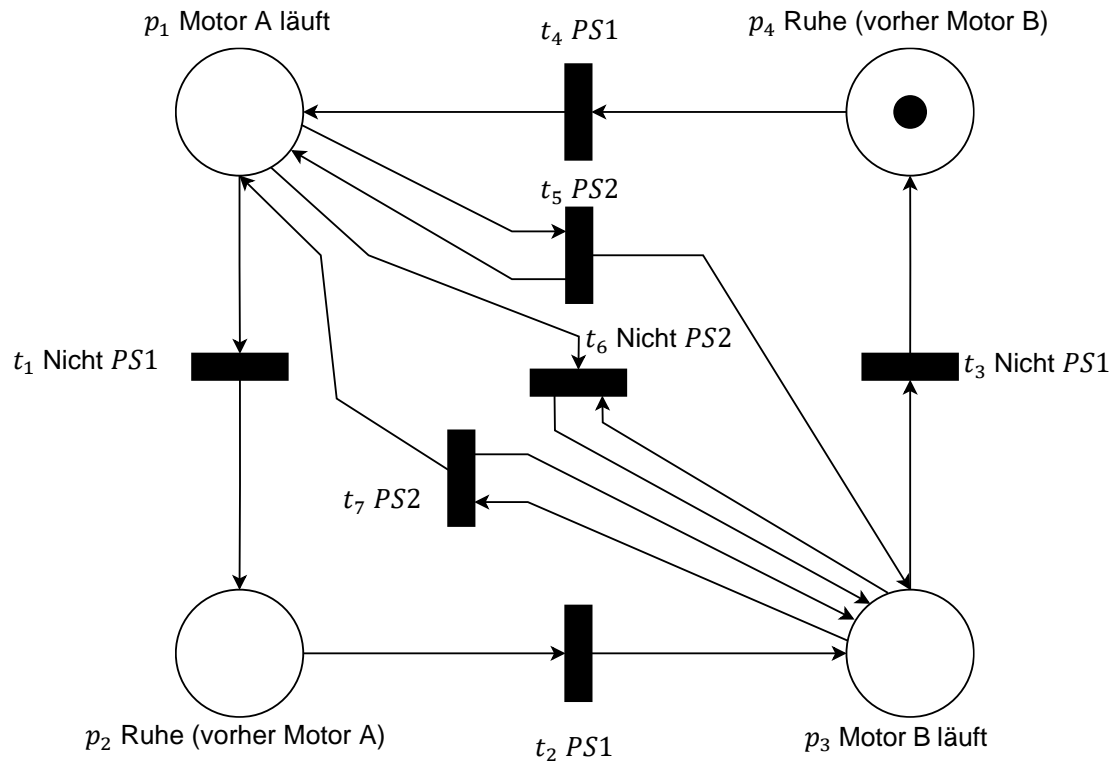 p₁ Motor A läuft
t₄ PS1
p₄ Ruhe (vorher Motor B)
t₅ PS2
t₆ Nicht PS2
t₁ Nicht PS1
t₃ Nicht PS1
t₇ PS2
p₂ Ruhe (vorher Motor A)
t₂ PS1
p₃ Motor B läuft